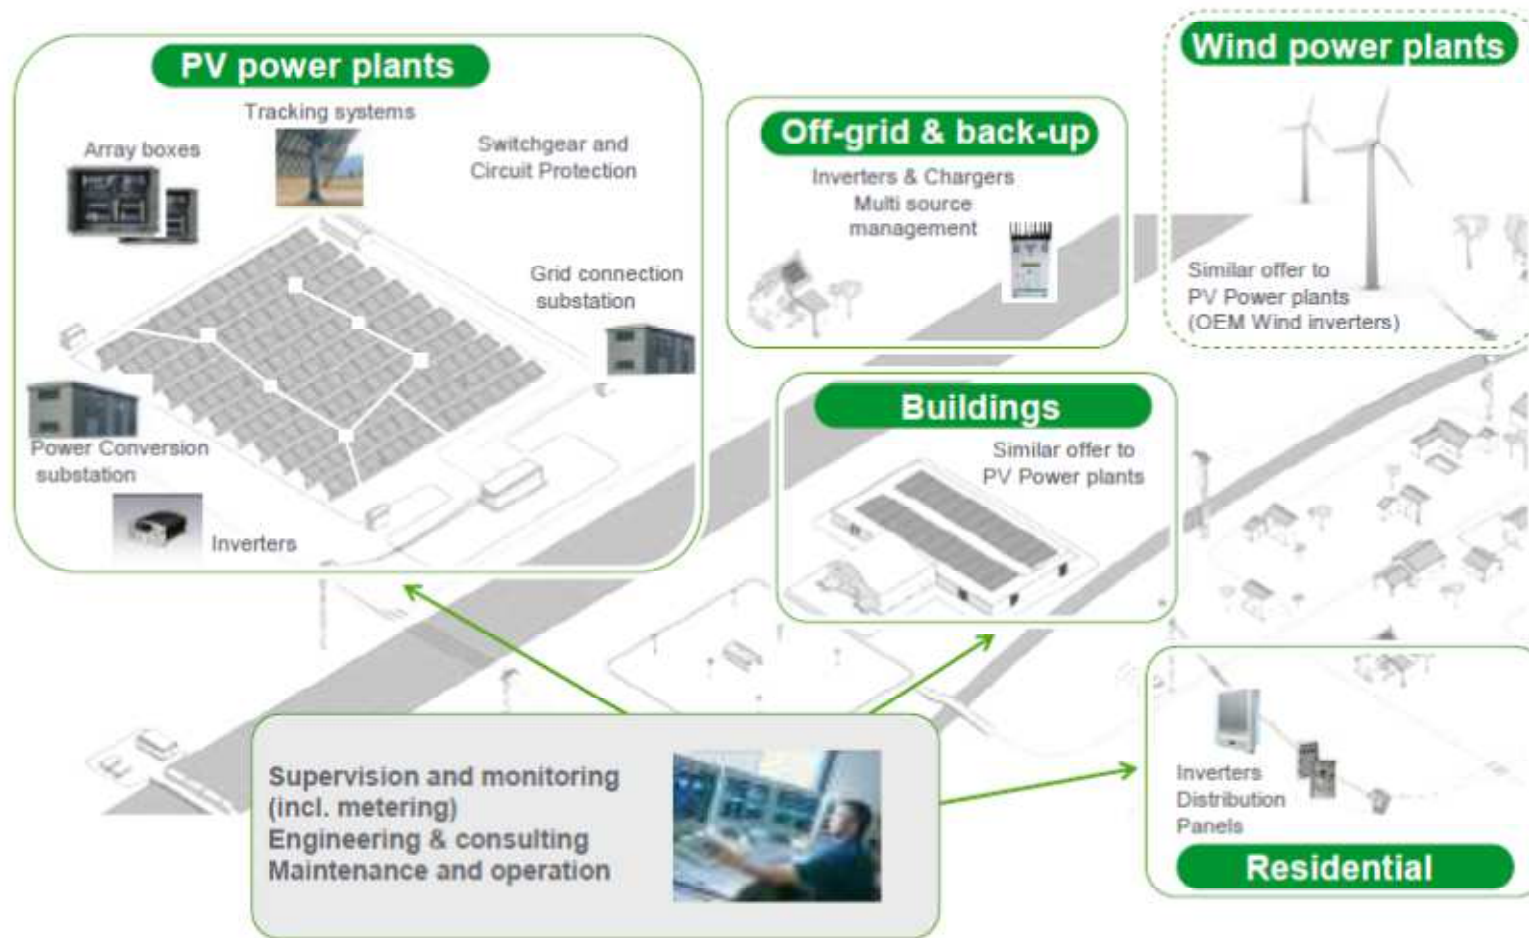 PV power plants
Tracking systems
Array boxes
Switchgear and
Circuit Protection
Grid connection
substation
Power Conversion
substation
Inverters
Off-grid & back-up
Inverters & Chargers
Multi source
management
Wind power plants
Similar offer to
PV Power plants
(OEM Wind inverters)
Buildings
Similar offer to
PV Power plants
Supervision and monitoring
(incl. metering)
Engineering & consulting
Maintenance and operation
Inverters
Distribution
Panels
Residential